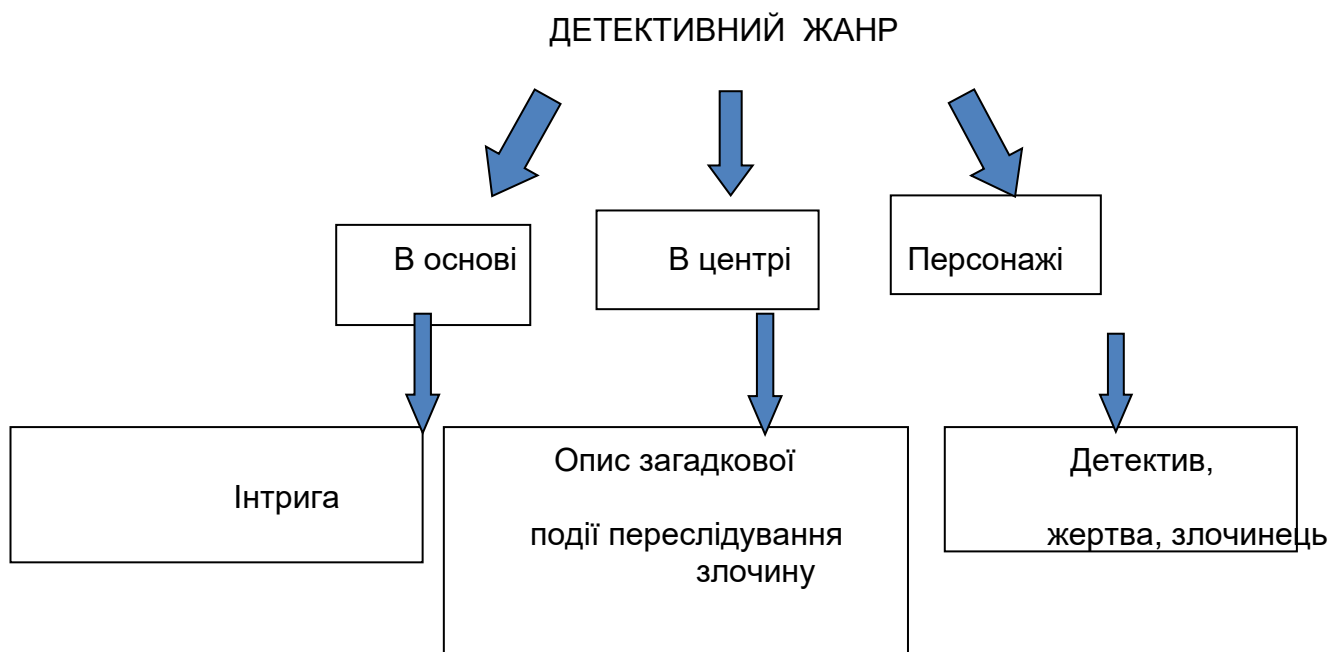 ДЕТЕКТИВНИЙ ЖАНР
В основі
В центрі
Персонажі
Інтрига
Опис загадкової
події переслідування
злочину
Детектив,
жертва, злочинець